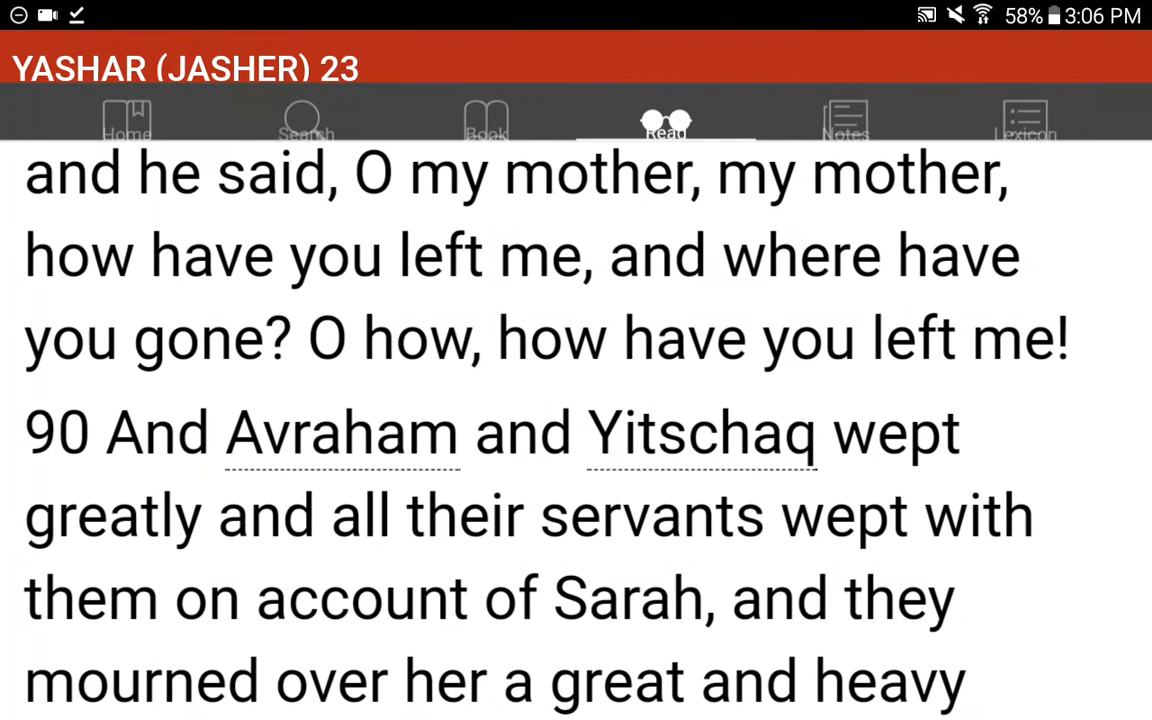 58% 3:06 PM
YASHAR (JASHER) 23
Home Search Book Read Notes Lexicon
and he said, O my mother, my mother,
how have you left me, and where have
you gone? O how, how have you left me!
90 And Avraham and Yitschaq wept
greatly and all their servants wept with
them on account of Sarah, and they
mourned over her a great and heavy